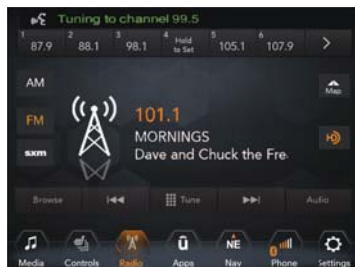 Tuning to channel 99.5
1 87.9 2 88.1 3 98.1 4 Hold to Set 5 105.1 6 107.9
AM
Map
FM
101.1
MORNINGS
sxm
Dave and Chuck the Fre
Browse Tune Audio
Media Controls Radio Apps Nav Phone Settings
NE